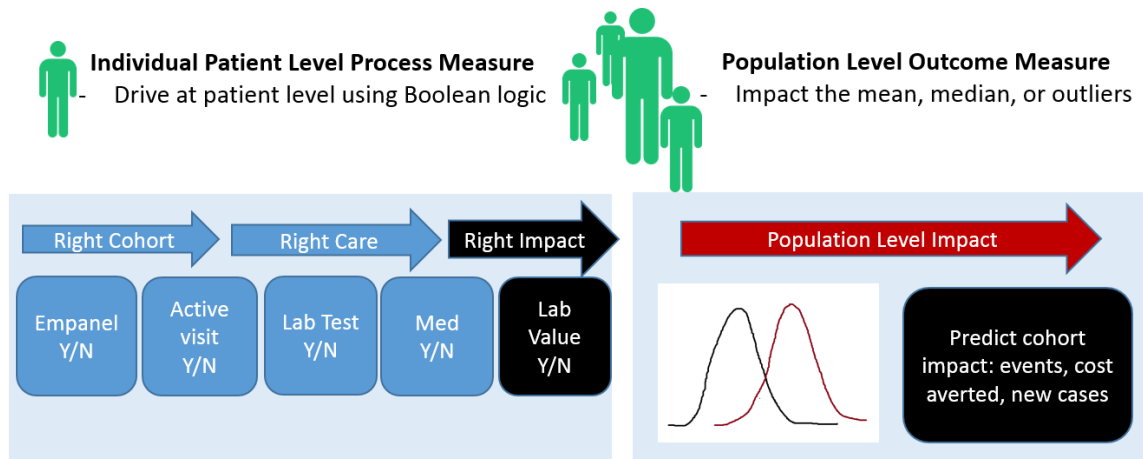 Individual Patient Level Process Measure
- Drive at patient level using Boolean logic
Population Level Outcome Measure
- Impact the mean, median, or outliers
Right Cohort
Right Care
Right Impact
Empanel
Y/N
Active
visit
Y/N
Lab Test
Y/N
Med
Y/N
Lab
Value
Y/N
Population Level Impact
Predict cohort
impact: events, cost
averted, new cases